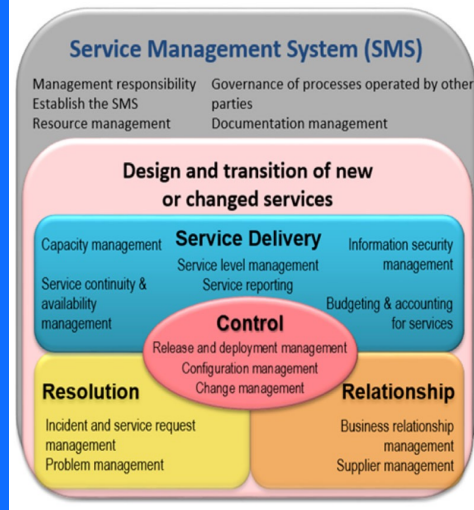 Service Management System (SMS)
Management responsibility
Establish the SMS
Resource management
Governance of processes operated by other
parties
Documentation management
Design and transition of new
or changed services
Capacity management
Service continuity &
availability
management
Service Delivery
Service level management
Service reporting
Information security
management
Budgeting & accounting
for services
Control
Release and deployment management
Configuration management
Change management
Resolution
Incident and service request
management
Problem management
Relationship
Business relationship
management
Supplier management